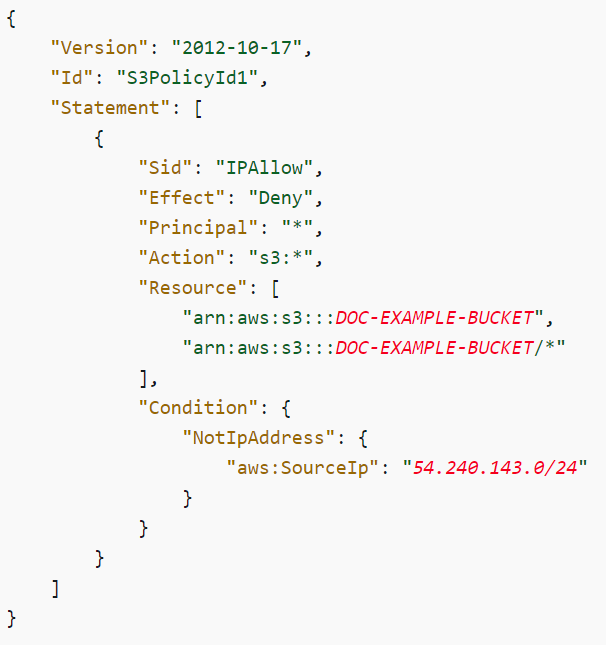 {
    "Version": "2012-10-17",
    "Id": "S3PolicyId1",
    "Statement": [
        {
            "Sid": "IPAllow",
            "Effect": "Deny",
            "Principal": "*",
            "Action": "s3:*",
            "Resource": [
                "arn:aws:s3:::DOC-EXAMPLE-BUCKET",
                "arn:aws:s3:::DOC-EXAMPLE-BUCKET/*"
            ],
            "Condition": {
                "NotIpAddress": {
                    "aws:SourceIp": "54.240.143.0/24"
                }
            }
        }
    ]
}